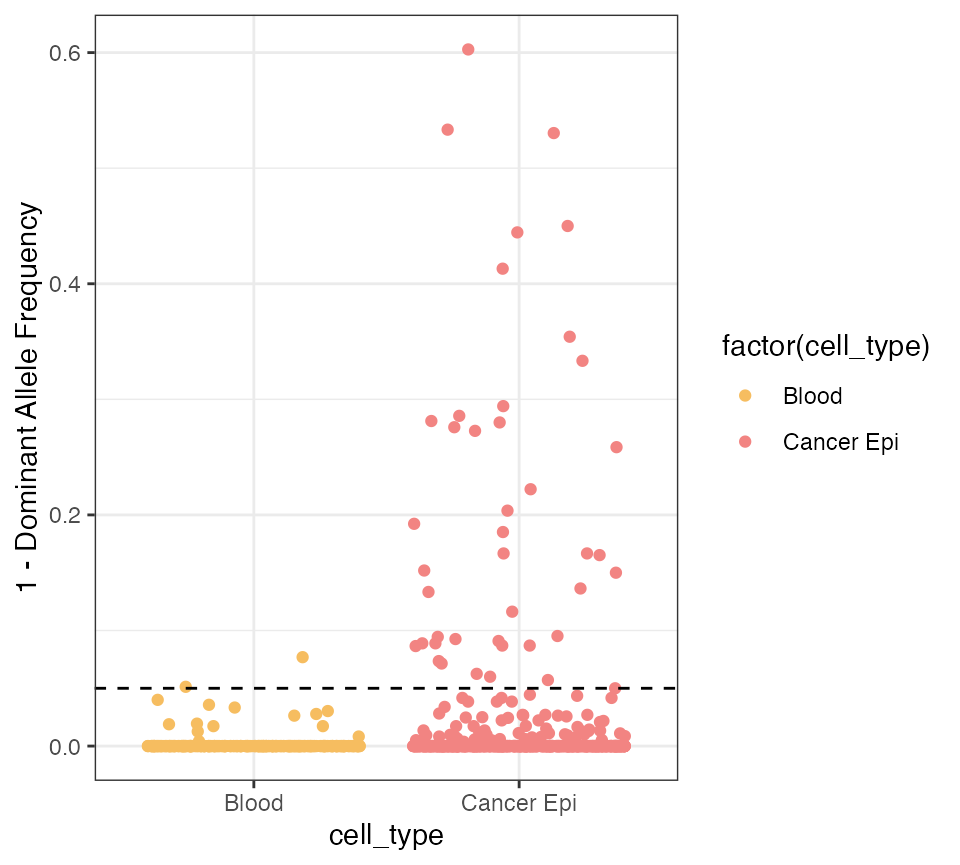 1 - Dominant Allele Frequency
0.6
0.4
0.2
0.0
Blood
Cancer Epi
cell_type
factor(cell_type)
Blood
Cancer Epi